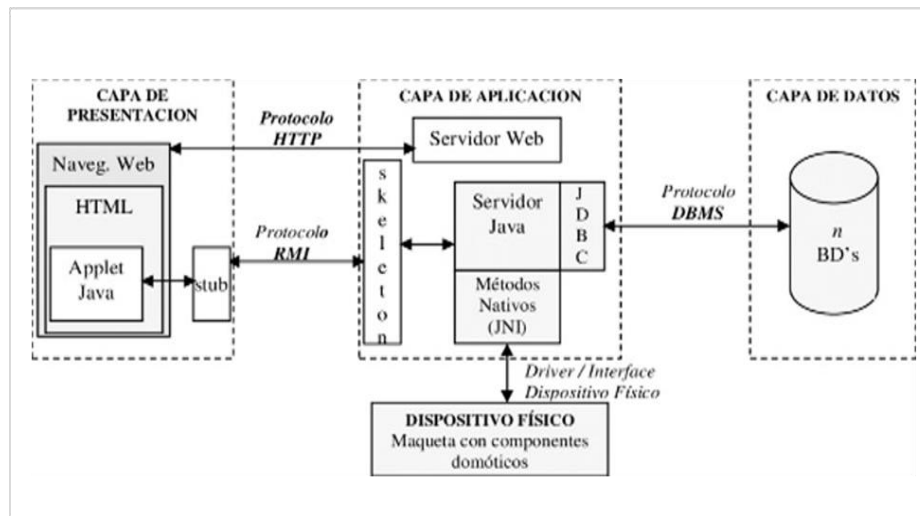 CAPA DE
PRESENTACION
Naveg. Web
HTML
Applet
Java
stub
Protocolo
HTTP
Protocolo
RMI
CAPA DE APLICACION
Servidor Web
skeleton
Servidor
Java
JDBC
Métodos
Nativos
(JNI)
Protocolo
DBMS
CAPA DE DATOS
n
BD's
Driver / Interface
Dispositivo Físico
DISPOSITIVO FÍSICO
Maqueta con componentes
domóticos